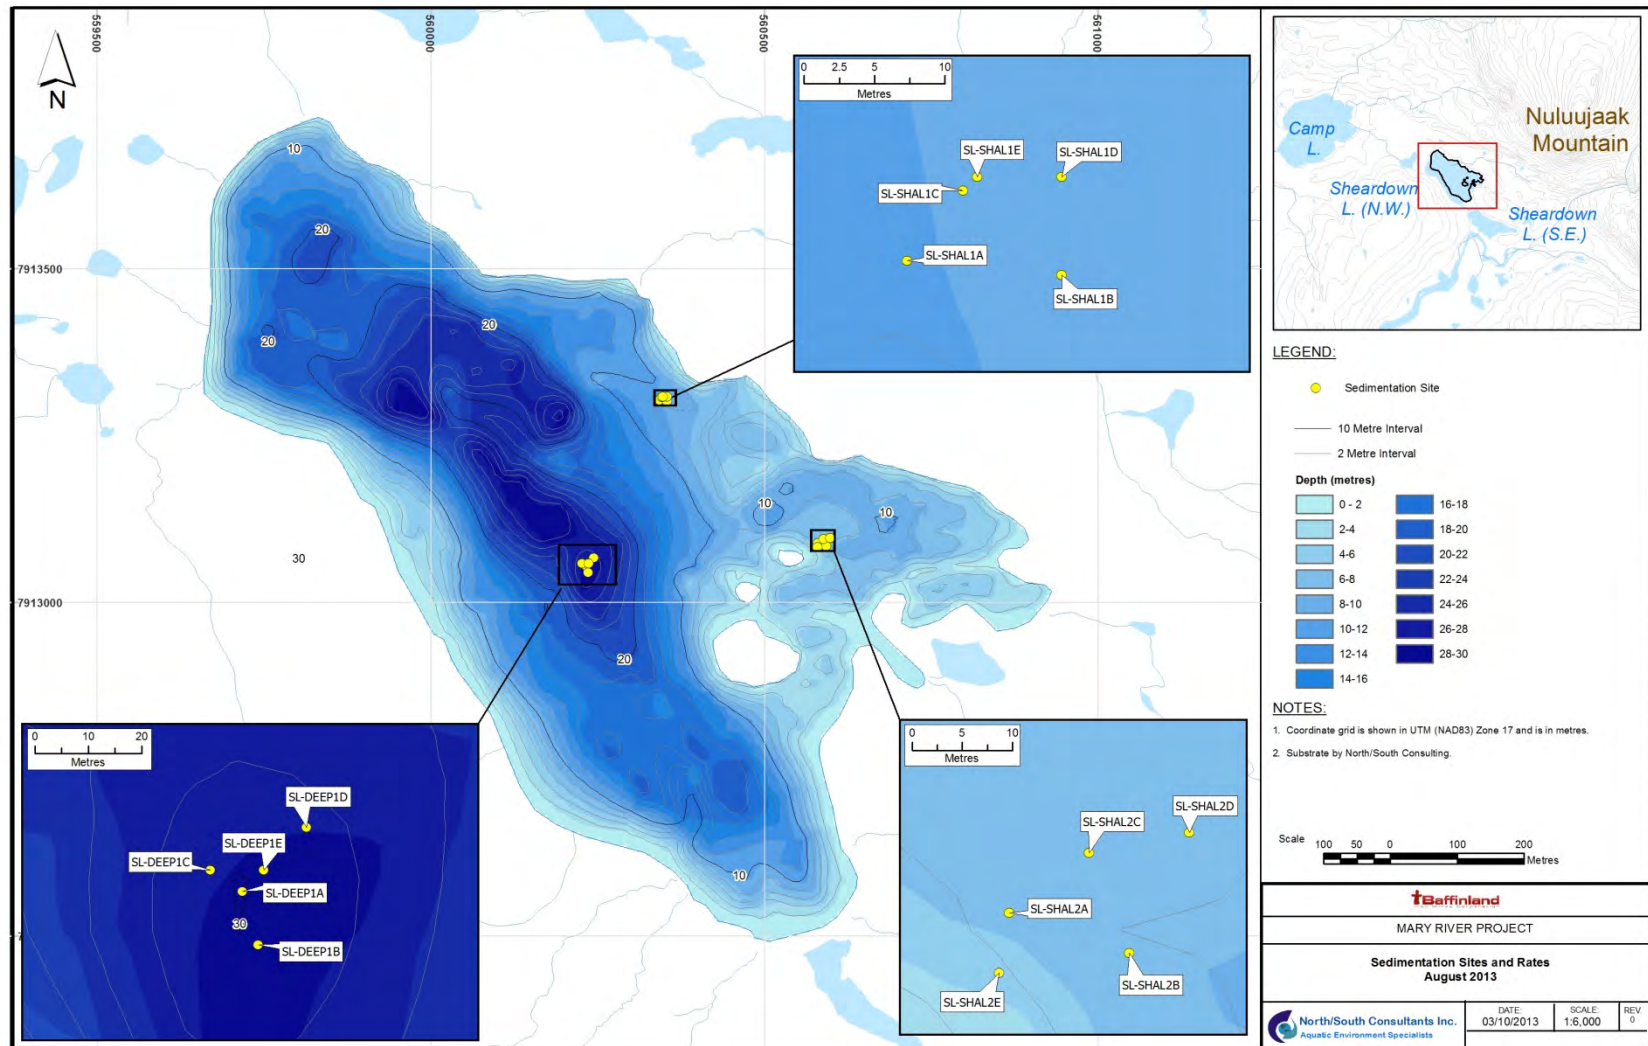 559500
560000
560500
561000
7913500
7913000
N
10
20
20
20
10
10
30
20
10
0 2.5 5 10
Metres
SL-SHAL1E
SL-SHAL1D
SL-SHAL1C
SL-SHAL1A
SL-SHAL1B
0 10 20
Metres
SL-DEEP1D
SL-DEEP1E
SL-DEEP1C
SL-DEEP1A
30
SL-DEEP1B
0 5 10
Metres
SL-SHAL2D
SL-SHAL2C
SL-SHAL2A
SL-SHAL2B
SL-SHAL2E
Nuluujaak
Mountain
Camp
L.
Sheardown
L. (N.W.)
Sheardown
L. (S.E.)
LEGEND:
Sedimentation Site
10 Metre Interval
2 Metre Interval
Depth (metres)
0 - 2
2-4
4-6
6-8
8-10
10-12
12-14
14-16
16-18
18-20
20-22
22-24
24-26
26-28
28-30
NOTES:
1. Coordinate grid is shown in UTM (NAD83) Zone 17 and is in metres.
2. Substrate by North/South Consulting.
Scale
100 50 0 100 200
Metres
Baffinland
MARY RIVER PROJECT
Sedimentation Sites and Rates
August 2013
North/South Consultants Inc.
Aquatic Environment Specialists
DATE:
03/10/2013
SCALE:
1:6,000
REV
0